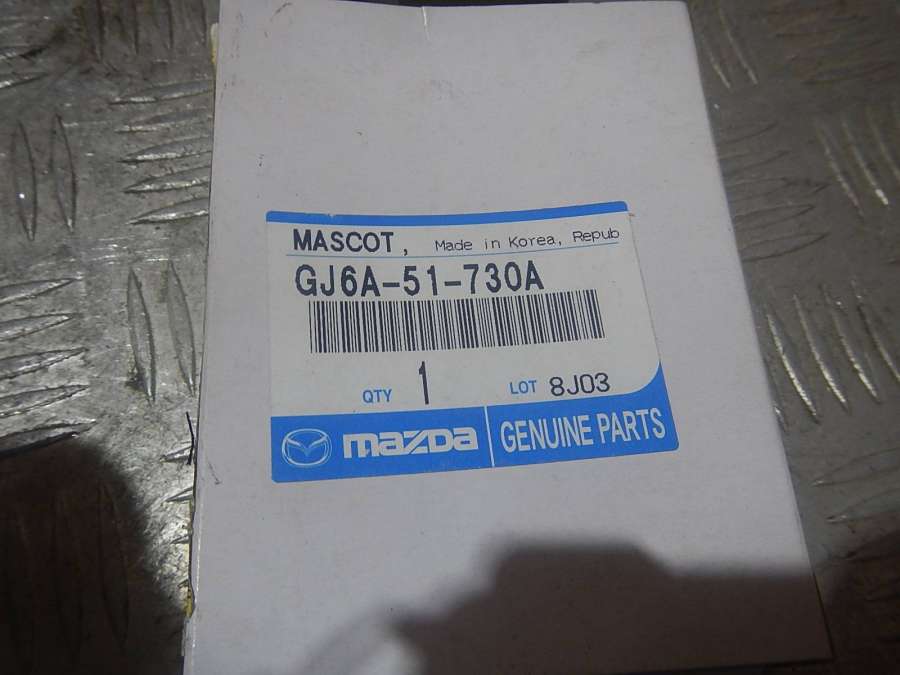 MASCOT, Made in Korea, Repub
GJ6A-51-730A
QTY 1 LOT 8J03
mazda GENUINE PARTS